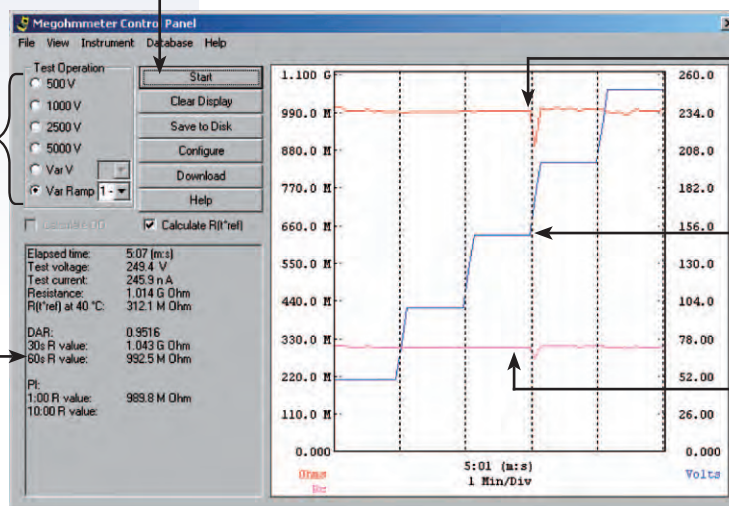 Megohmmeter Control Panel
File View Instrument Database Help
Test Operation
500 V
1000 V
2500 V
5000 V
Var V
Var Ramp 1 -
Start
Clear Display
Save to Disk
Configure
Download
Help
Calculate R(t*ref)
Elapsed time: 5:07 (m:s)
Test voltage: 249.4 V
Test current: 245.9 n A
Resistance: 1.014 G Ohm
R(t*ref) at 40 °C: 312.1 M Ohm
DAR: 0.9516
30s R value: 1.043 G Ohm
60s R value: 992.5 M Ohm
PI:
1:00 R value: 989.8 M Ohm
10:00 R value:
1.100 G 260.0
990.0 M 234.0
880.0 M 208.0
770.0 M 182.0
660.0 M 156.0
550.0 M 130.0
440.0 M 104.0
330.0 M 78.00
220.0 M 52.00
110.0 M 26.00
0.000 0.000
Ohms 5:01 (m:s) Volts
1 Min/Div